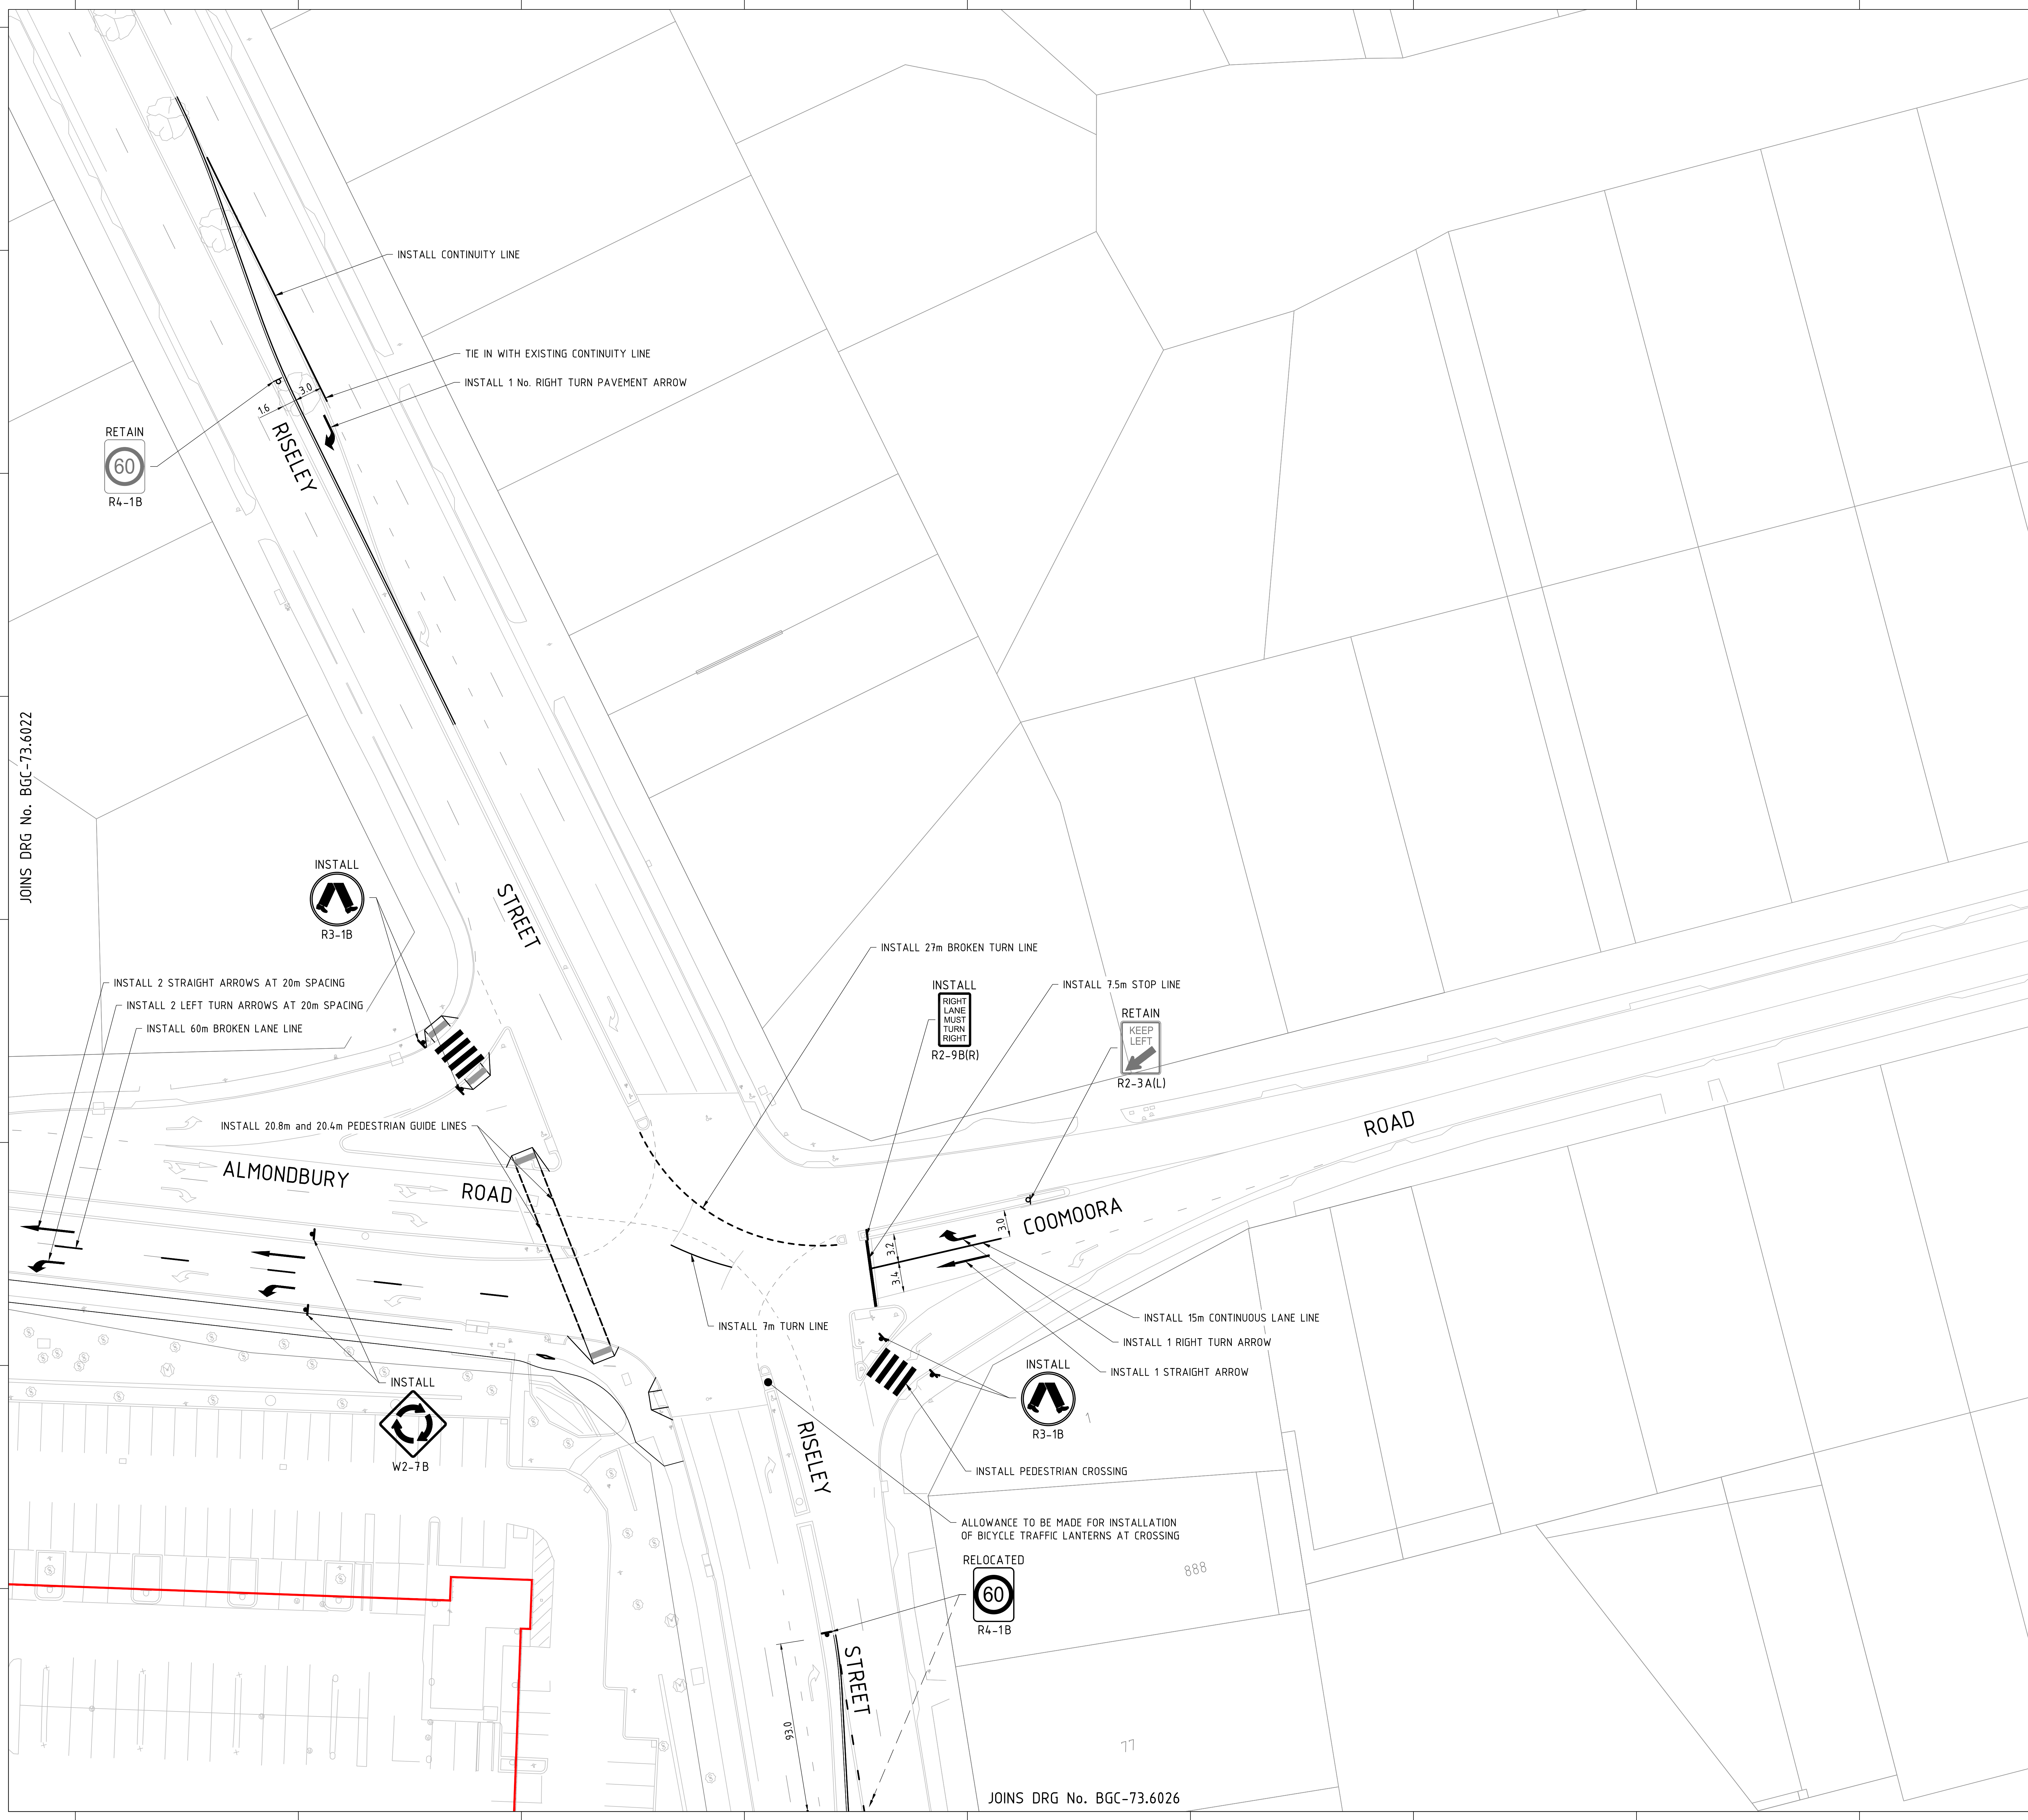 INSTALL CONTINUITY LINE
TIE IN WITH EXISTING CONTINUITY LINE
INSTALL 1 No. RIGHT TURN PAVEMENT ARROW
3.0
1.6
RISELEY
RETAIN
60
R4-1B
JOINS DRG No. BGC-73.6022
INSTALL
R3-1B
STREET
INSTALL 27m BROKEN TURN LINE
INSTALL 2 STRAIGHT ARROWS AT 20m SPACING
INSTALL 2 LEFT TURN ARROWS AT 20m SPACING
INSTALL 60m BROKEN LANE LINE
INSTALL
RIGHT
LANE
MUST
TURN
RIGHT
R2-9B(R)
INSTALL 7.5m STOP LINE
RETAIN
KEEP
LEFT
R2-3A(L)
INSTALL 20.8m and 20.4m PEDESTRIAN GUIDE LINES
ROAD
ALMONDBURY
ROAD
COOMOORA
3.0
3.2
3.4
INSTALL 7m TURN LINE
INSTALL 15m CONTINUOUS LANE LINE
INSTALL 1 RIGHT TURN ARROW
INSTALL 1 STRAIGHT ARROW
INSTALL
R3-1B
1
INSTALL
W2-7B
RISELEY
INSTALL PEDESTRIAN CROSSING
ALLOWANCE TO BE MADE FOR INSTALLATION
OF BICYCLE TRAFFIC LANTERNS AT CROSSING
RELOCATED
60
R4-1B
888
STREET
93.0
77
JOINS DRG No. BGC-73.6026